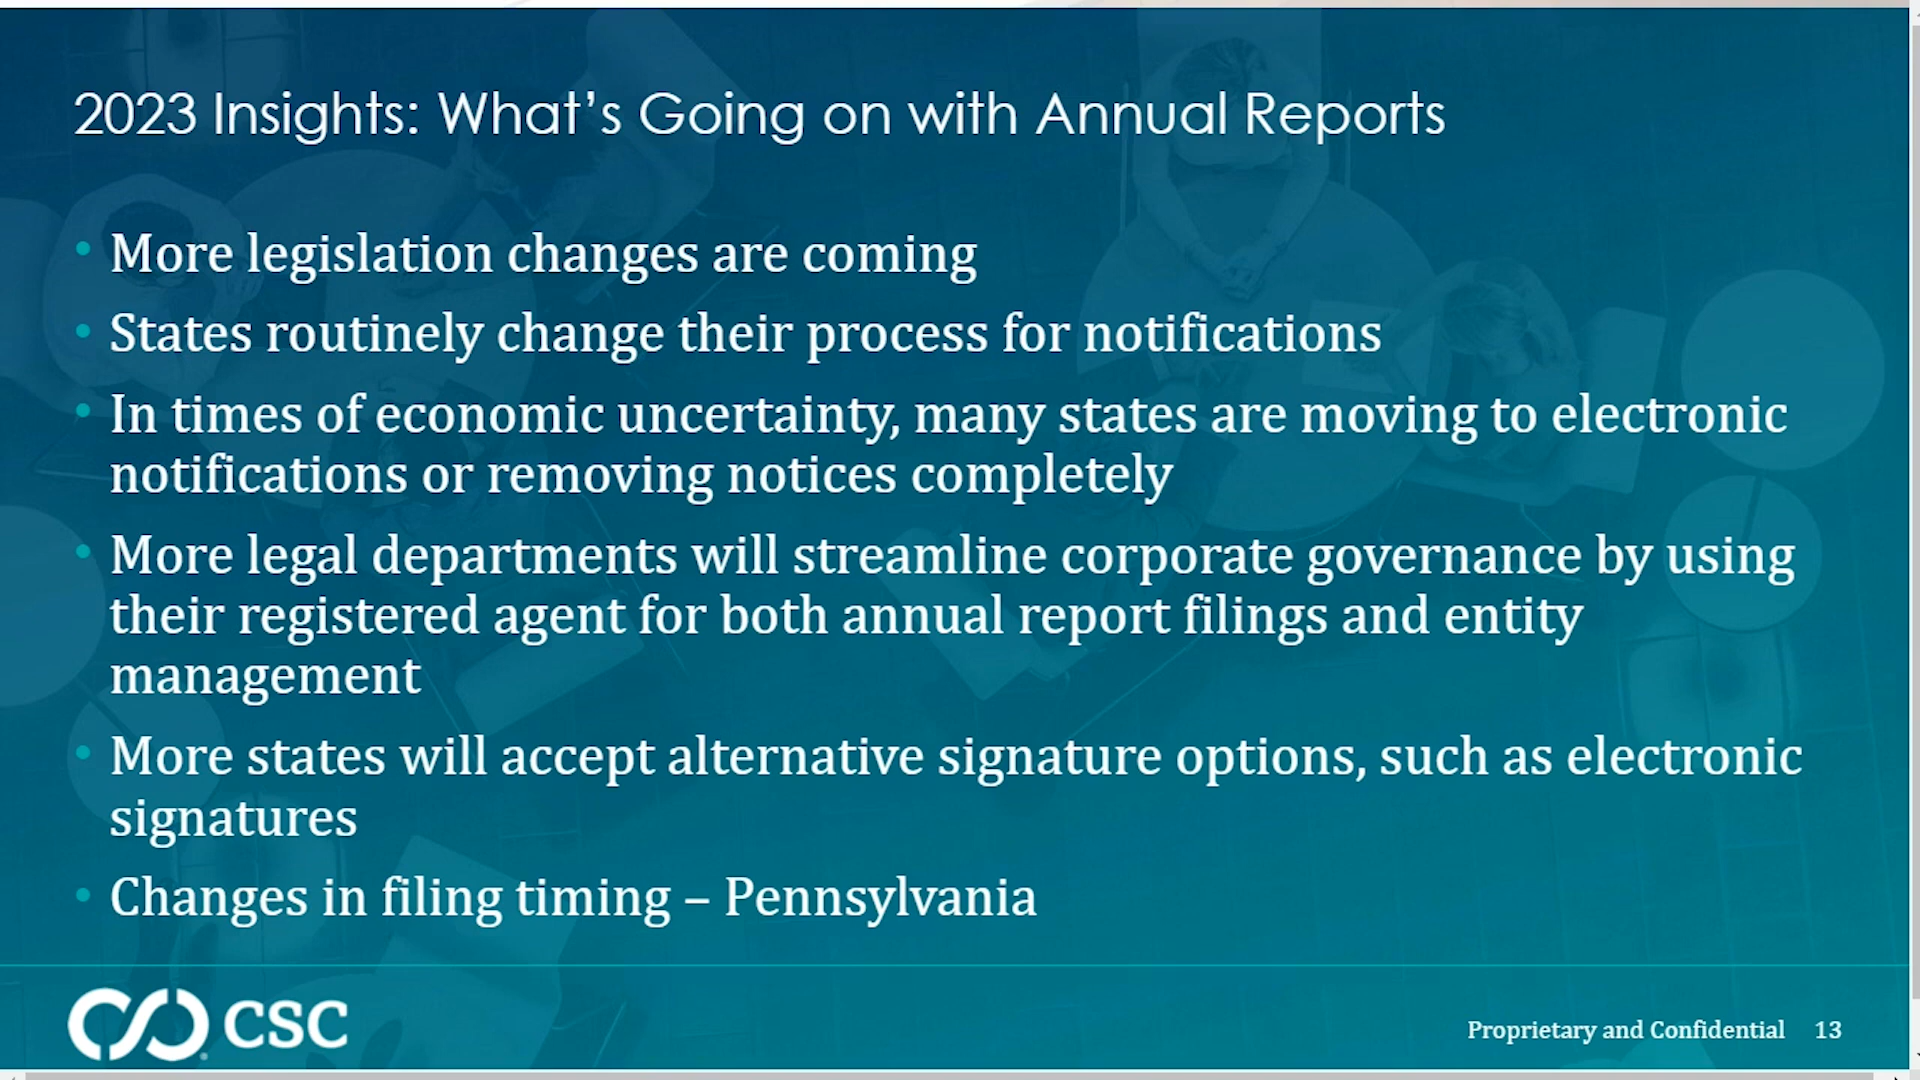 2023 Insights: What's Going on with Annual Reports
• More legislation changes are coming
• States routinely change their process for notifications
• In times of economic uncertainty, many states are moving to electronic
notifications or removing notices completely
• More legal departments will streamline corporate governance by using
their registered agent for both annual report filings and entity
management
• More states will accept alternative signature options, such as electronic
signatures
• Changes in filing timing – Pennsylvania
CSC
Proprietary and Confidential 13